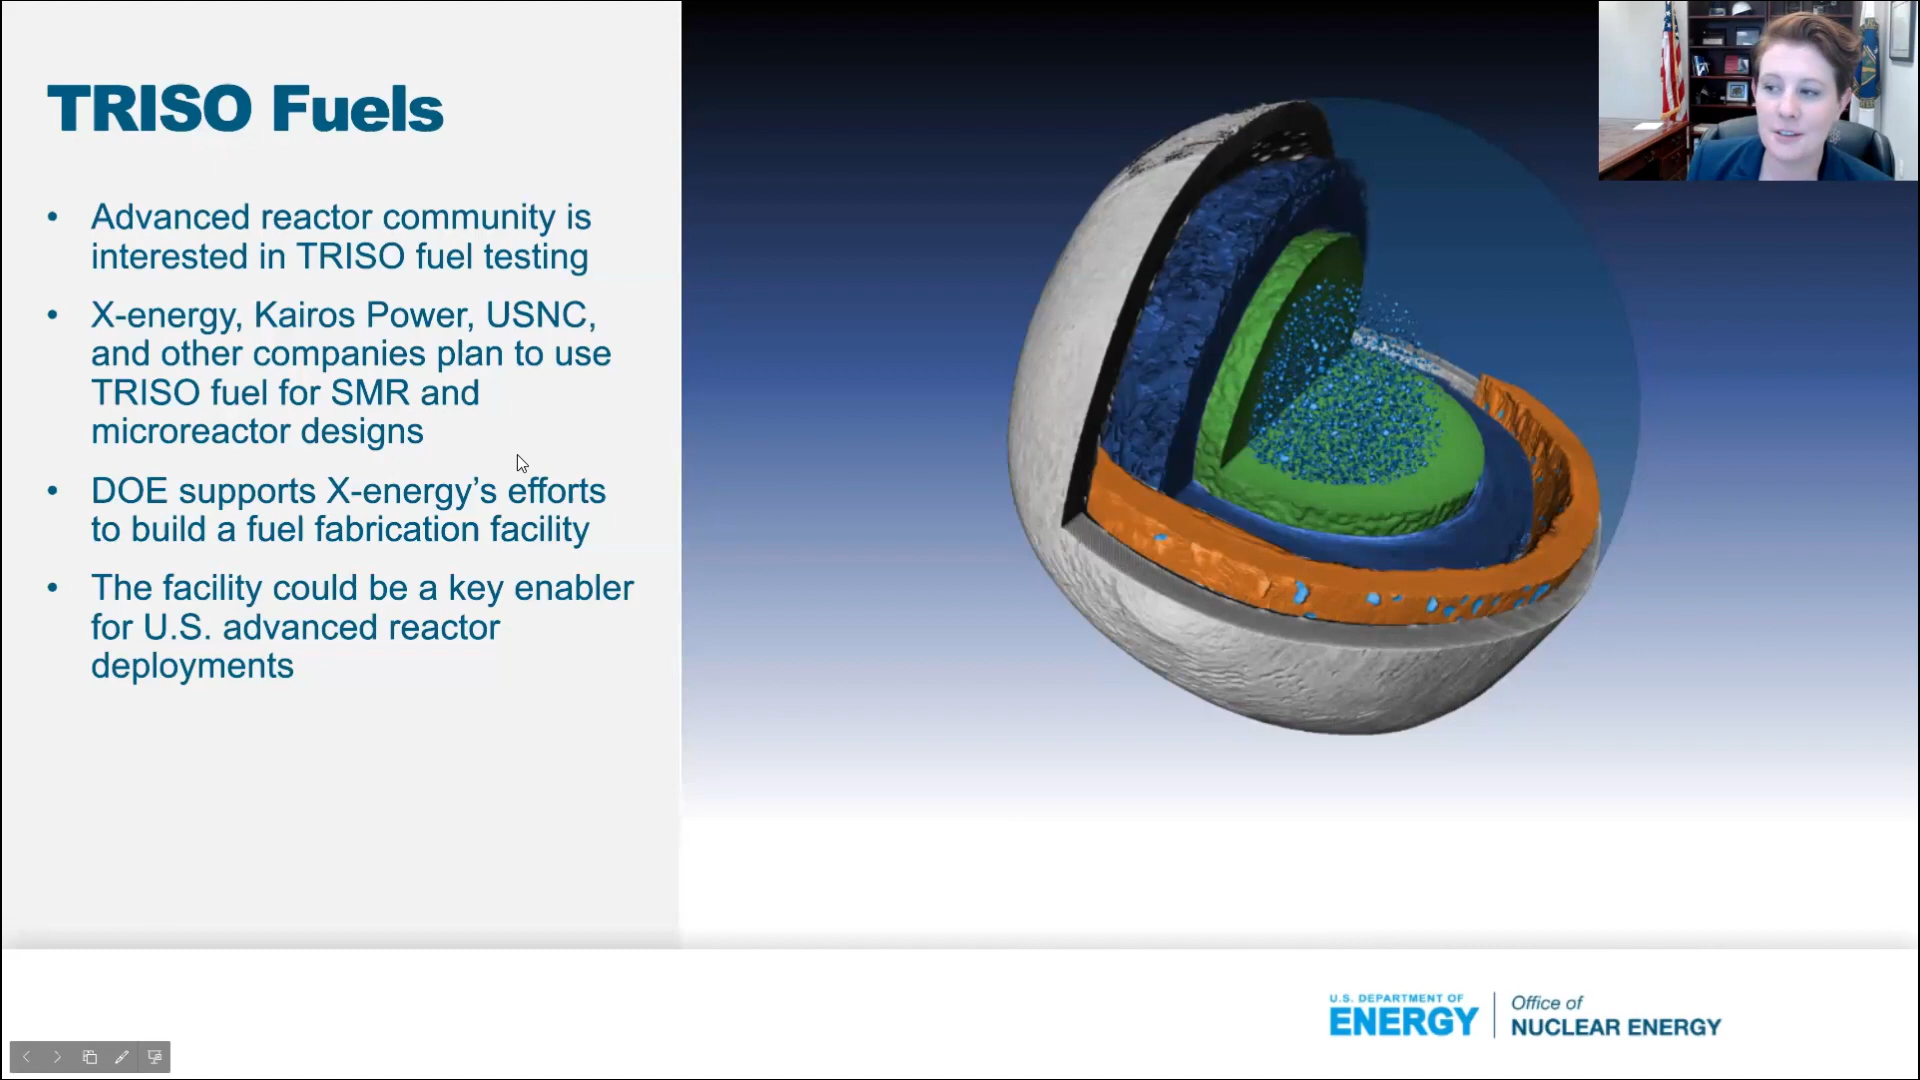 TRISO Fuels
• Advanced reactor community is
interested in TRISO fuel testing
• X-energy, Kairos Power, USNC,
and other companies plan to use
TRISO fuel for SMR and
microreactor designs
• DOE supports X-energy’s efforts
to build a fuel fabrication facility
• The facility could be a key enabler
for U.S. advanced reactor
deployments
U.S. DEPARTMENT OF
ENERGY
Office of
NUCLEAR ENERGY